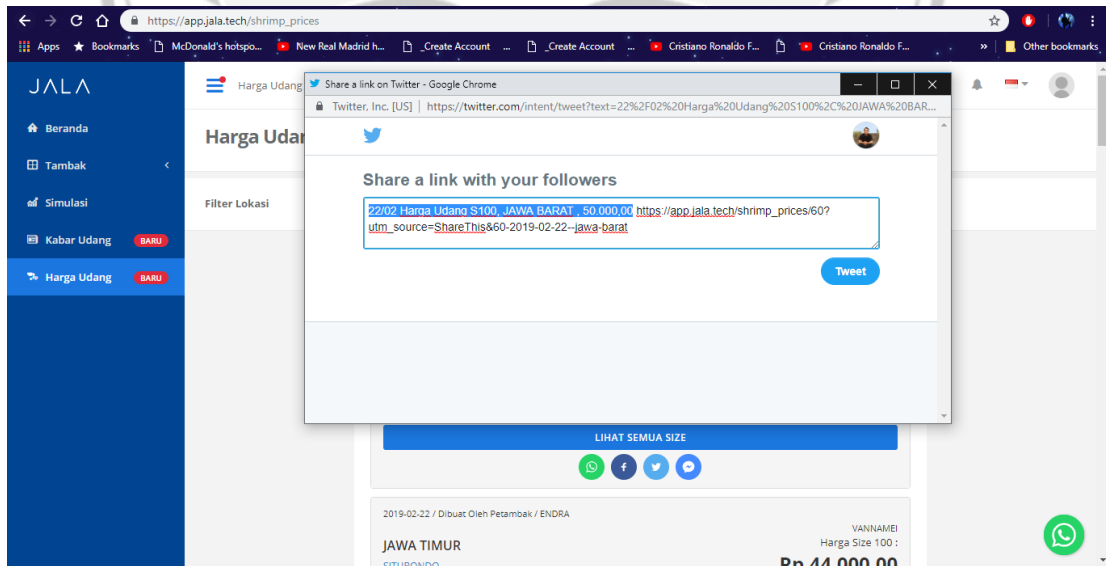 https://app.jala.tech/shrimp_prices
Apps Bookmarks McDonald's hotspo... New Real Madrid h... _Create Account ... _Create Account ... Cristiano Ronaldo F... Cristiano Ronaldo F... » Other bookmarks
JALA
Harga Udang
Beranda
Harga Udan
Tambak
Simulasi
Filter Lokasi
Kabar Udang BARU
Harga Udang BARU
Share a link on Twitter - Google Chrome
Twitter, Inc. [US] | https://twitter.com/intent/tweet?text=22%2F02%20Harga%20Udang%20S100%2C%20JAWA%20BAR...
Share a link with your followers
22/02 Harga Udang S100, JAWA BARAT , 50.000,00 https://app.jala.tech/shrimp_prices/60?
utm_source=ShareThis&60-2019-02-22--jawa-barat
Tweet
LIHAT SEMUA SIZE
2019-02-22 / Dibuat Oleh Petambak / ENDRA
VANNAMEI
JAWA TIMUR
Harga Size 100 :
SITUBONDO
Rp 44.000,00